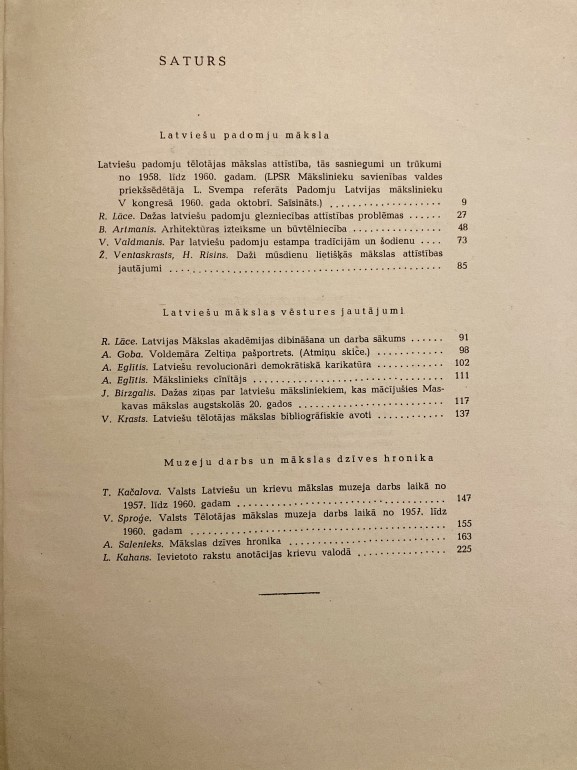 SATURS
Latviešu padomju māksla
Latviešu padomju tēlotājas mākslas attīstība, tās sasniegumi un trūkumi
no 1958. līdz 1960. gadam. (LPSR Mākslinieku savienības valdes
priekšsēdētāja L. Svempa referāts Padomju Latvijas mākslinieku
V kongresā 1960. gada oktobrī. Saīsināts.) . . . . . . . . . . . . . . . . . . 9
R. Lāce. Dažas latviešu padomju glezniecības attīstības problēmas . . . . . . 27
B. Artmanis. Arhitektūras izteiksme un būvtēlniecība . . . . . . . . . . . . . . . 48
V. Valdmanis. Par latviešu padomju estampa tradīcijām un šodienu . . . . 73
Ž. Ventaskrasts, H. Risins. Daži mūsdienu lietišķās mākslas attīstības
jautājumi . . . . . . . . . . . . . . . . . . . . . . . . . . . . . . . . . . . . . . . . . . . . 85
Latviešu mākslas vēstures jautājumi
R. Lāce. Latvijas Mākslas akadēmijas dibināšana un darba sākums . . . . . . 91
A. Goba. Voldemāra Zeltiņa pašportrets. (Atmiņu skice.) . . . . . . . . . . . . 98
A. Eglītis. Latviešu revolucionāri demokrātiskā karikatūra . . . . . . . . . . . . 102
A. Eglītis. Mākslinieks cīnītājs . . . . . . . . . . . . . . . . . . . . . . . . . . . . . . . 111
J. Birzgalis. Dažas ziņas par latviešu māksliniekiem, kas mācījušies Mas-
kavas mākslas augstskolās 20. gados . . . . . . . . . . . . . . . . . . . . . . . 117
V. Krasts. Latviešu tēlotājas mākslas bibliogrāfiskie avoti . . . . . . . . . . . . 137
Muzeju darbs un mākslas dzīves hronika
T. Kačalova. Valsts Latviešu un krievu mākslas muzeja darbs laikā no
1957. līdz 1960. gadam . . . . . . . . . . . . . . . . . . . . . . . . . . . . . . . . . 147
V. Sproģe. Valsts Tēlotājas mākslas muzeja darbs laikā no 1957. līdz
1960. gadam . . . . . . . . . . . . . . . . . . . . . . . . . . . . . . . . . . . . . . . . . 155
A. Salenieks. Mākslas dzīves hronika . . . . . . . . . . . . . . . . . . . . . . . . . . 163
L. Kahans. Ievietoto rakstu anotācijas krievu valodā . . . . . . . . . . . . . . . 225